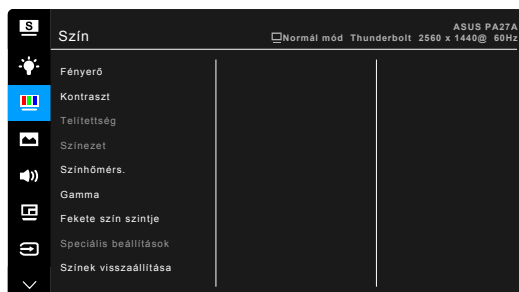 S
ASUS PA27A
Szín
Normál mód Thunderbolt 2560 x 1440@ 60Hz
Fényerő
Kontraszt
Telítettség
Színezet
Színhőmérs.
Gamma
Fekete szín szintje
Speciális beállítások
Színek visszaállítása